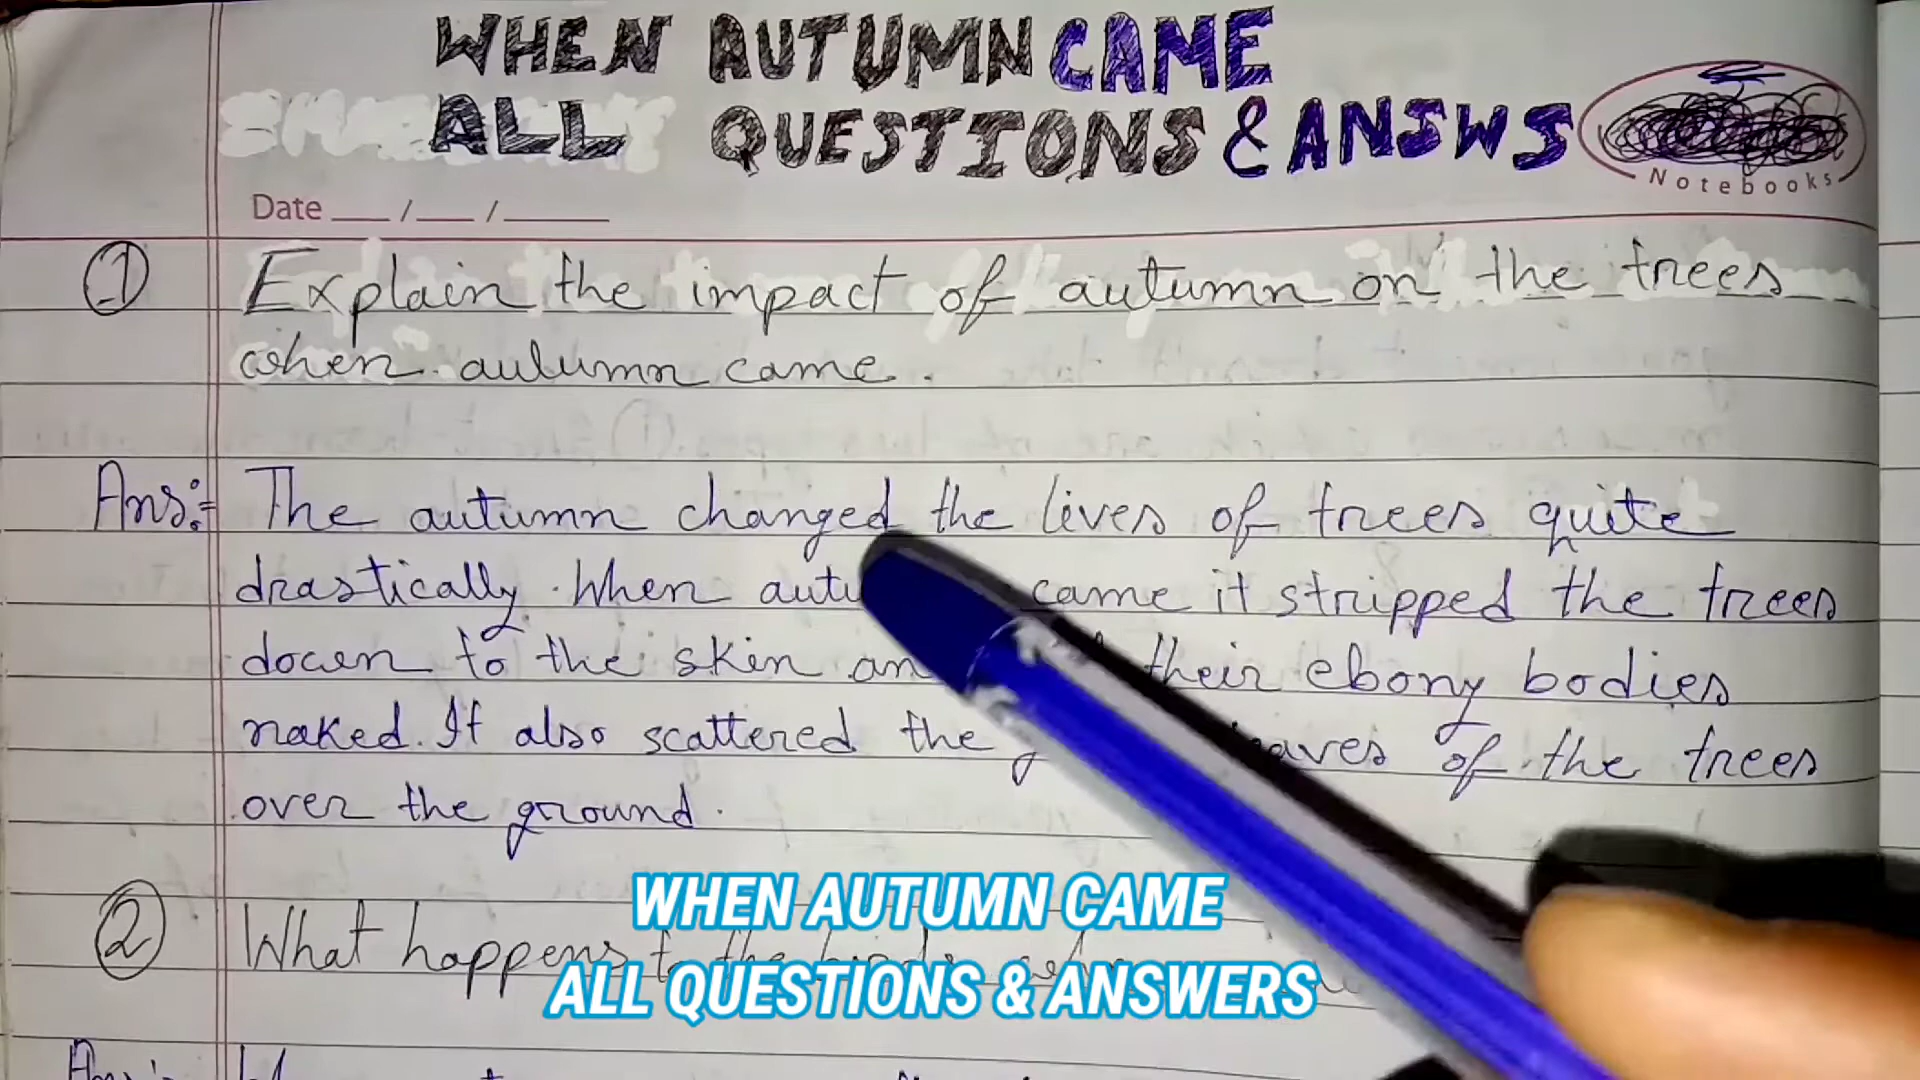 WHEN AUTUMN CAME
ALL QUESTIONS & ANSWS
Notebooks
Date __/__/____
① Explain the impact of autumn on the trees
when autumn came.
Ans:= The autumn changed the lives of trees quite
drastically. When came it stripped the trees
down to the skin their ebony bodies
naked. It also scattered the of the trees
over the ground.
② What happens
WHEN AUTUMN CAME
ALL QUESTIONS & ANSWERS